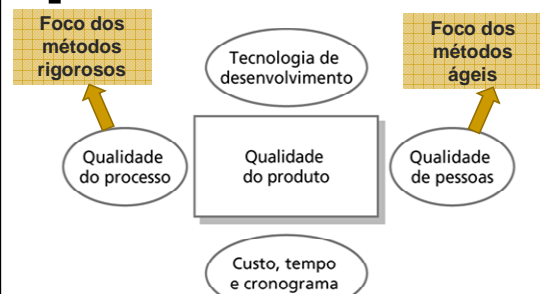 Foco dos
métodos
rigorosos
Foco dos
métodos
ágeis
Tecnologia de
desenvolvimento
Qualidade
do processo
Qualidade
do produto
Qualidade
de pessoas
Custo, tempo
e cronograma